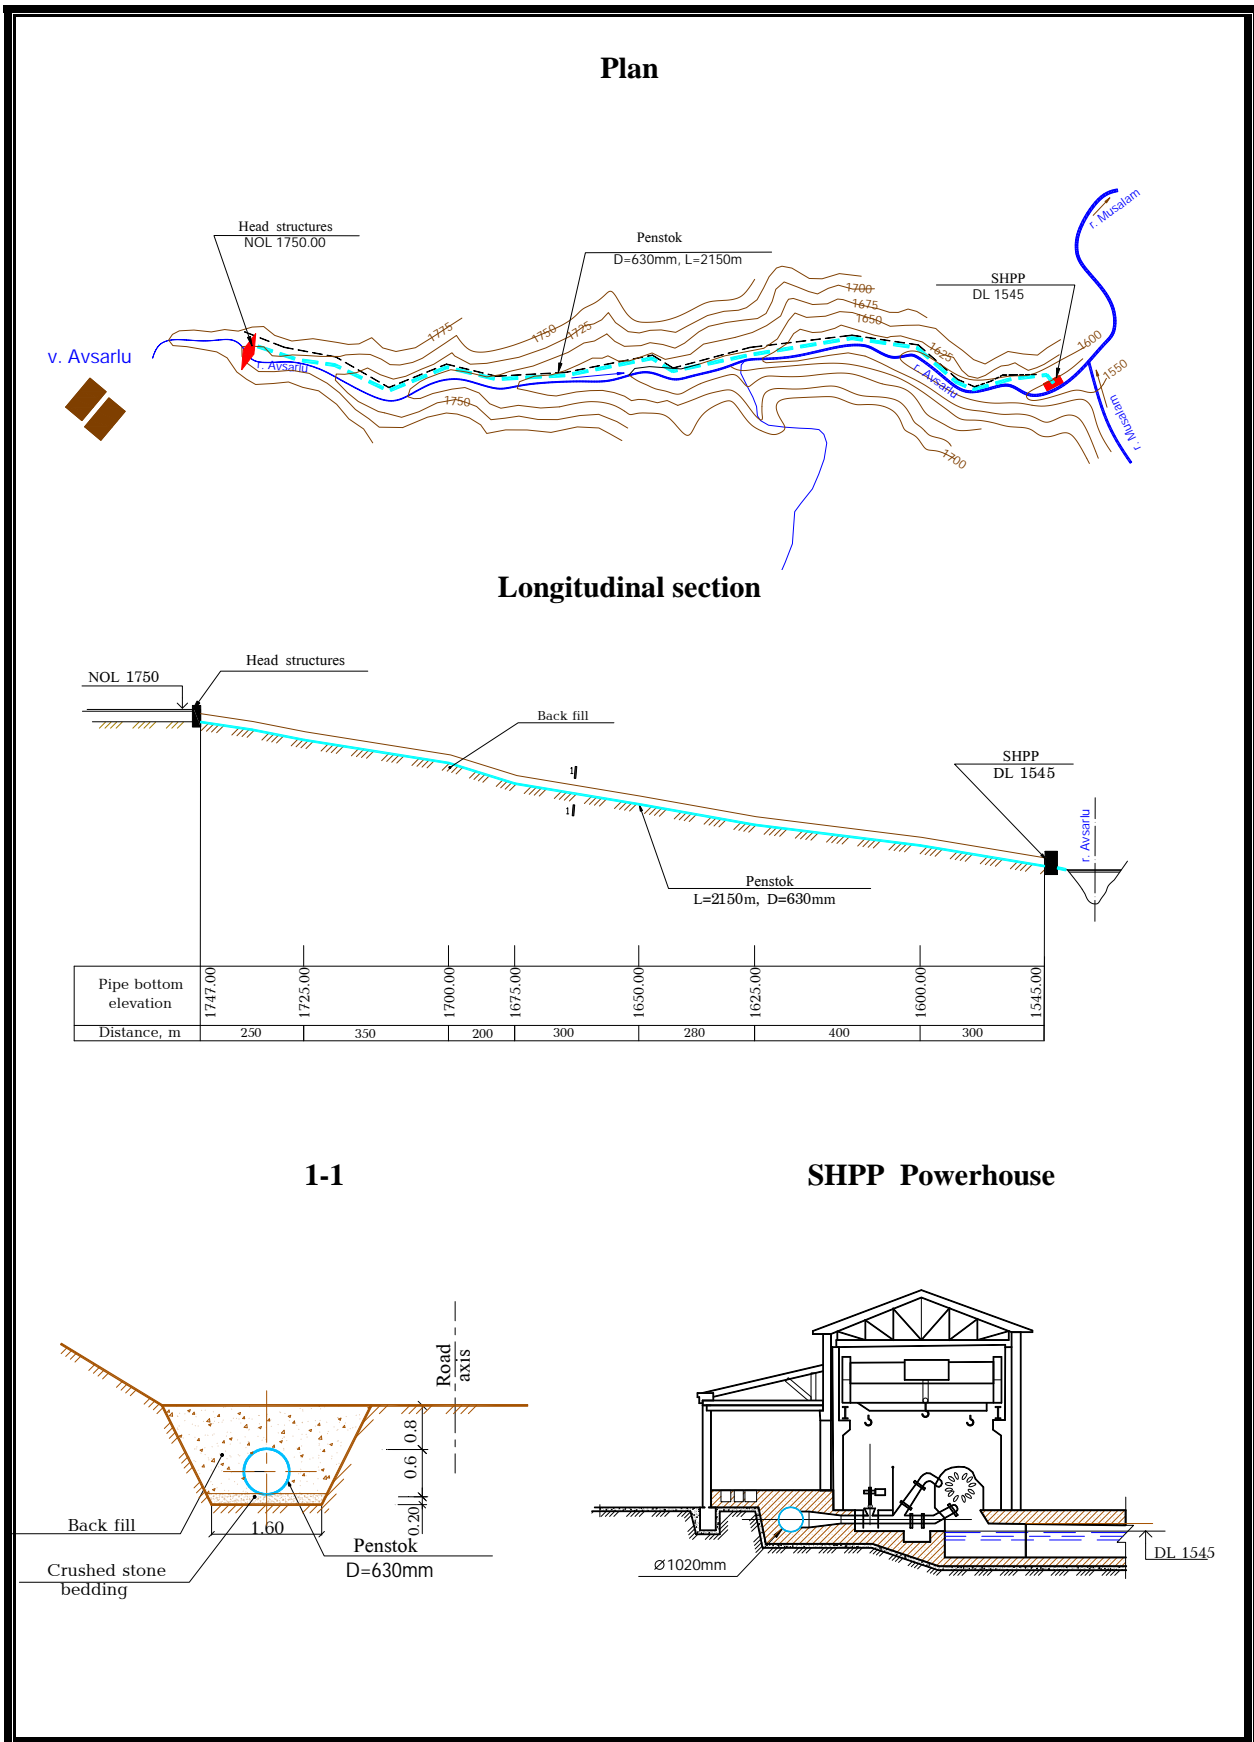 Plan
Head structures
NOL 1750.00
Penstok
D=630mm, L=2150m
SHPP
DL 1545
r. Musalam
v. Avsarlu
r. Avsarlu
1775
1750
1725
1700
1675
1650
1625
1600
1550
1750
r. Avsarlu
1700
r. Musalam
Longitudinal section
NOL 1750
Head structures
Back fill
1
1
SHPP
DL 1545
r. Avsarlu
Penstok
L=2150m, D=630mm
Pipe bottom
elevation
1747.00
1725.00
1700.00
1675.00
1650.00
1625.00
1600.00
1545.00
Distance, m
250
350
200
300
280
400
300
1-1
SHPP Powerhouse
Road
axis
0.8
0.6
0.20
1.60
Back fill
Crushed stone
bedding
Penstok
D=630mm
Ø1020mm
DL 1545